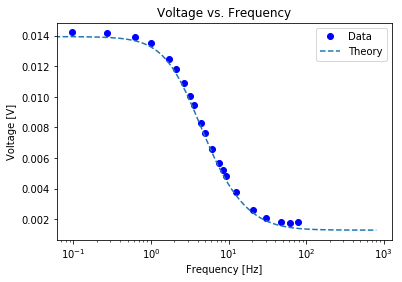 Voltage vs. Frequency
Data
Theory
0.014
0.012
0.010
0.008
0.006
0.004
0.002
Voltage [V]
10⁻¹ 10⁰ 10¹ 10² 10³
Frequency [Hz]